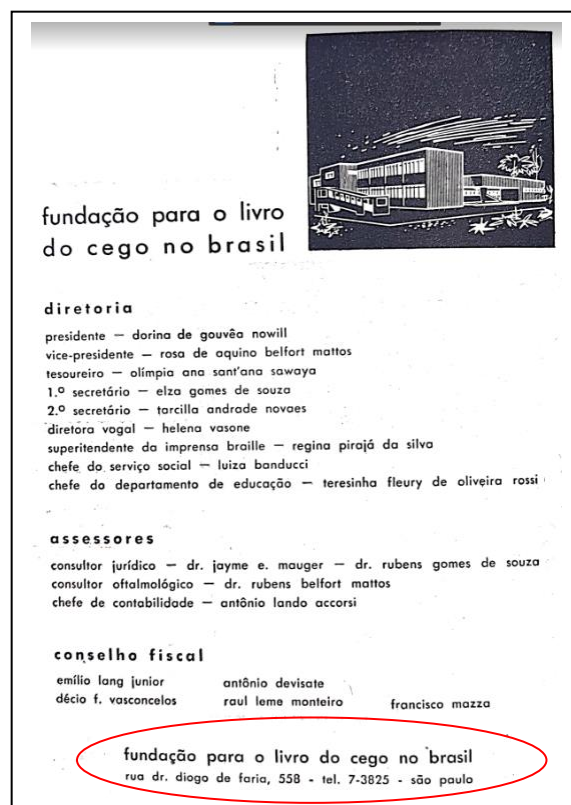 fundação para o livro
do cego no brasil
diretoria
presidente — dorina de gouvêa nowill
vice-presidente — rosa de aquino belfort mattos
tesoureiro — olímpia ana sant'ana sawaya
1.º secretário — elza gomes de souza
2.º secretário — tarcilla andrade novaes
diretora vogal — helena vasone
superitendente da imprensa braille — regina pirajá da silva
chefe do serviço social — luiza banducci
chefe do departamento de educação — teresinha fleury de oliveira rossi
assessores
consultor jurídico — dr. jayme e. mauger — dr. rubens gomes de souza
consultor oftalmológico — dr. rubens belfort mattos
chefe de contabilidade — antônio lando accorsi
conselho fiscal
emílio lang junior antônio devisate
décio f. vasconcelos raul leme monteiro francisco mazza
fundação para o livro do cego no brasil
rua dr. diogo de faria, 558 - tel. 7-3825 - são paulo